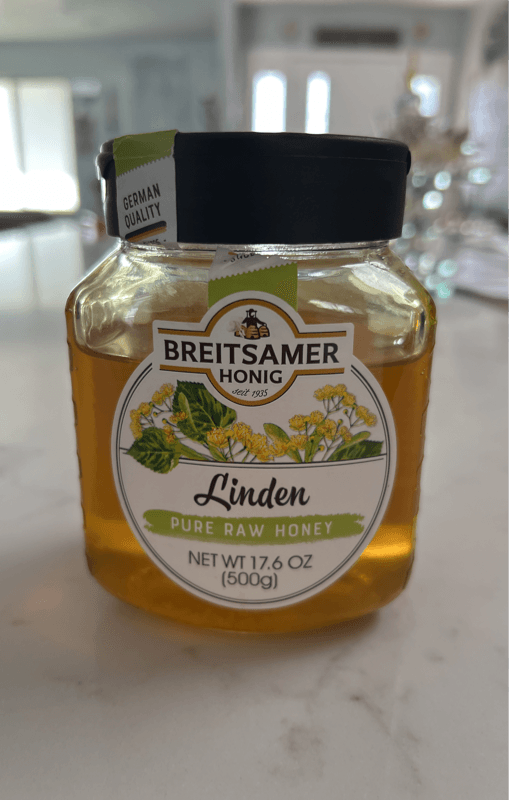 GERMAN
QUALITY
BREITSAMER
HONIG
seit 1935
Linden
PURE RAW HONEY
NET WT 17.6 OZ
(500g)